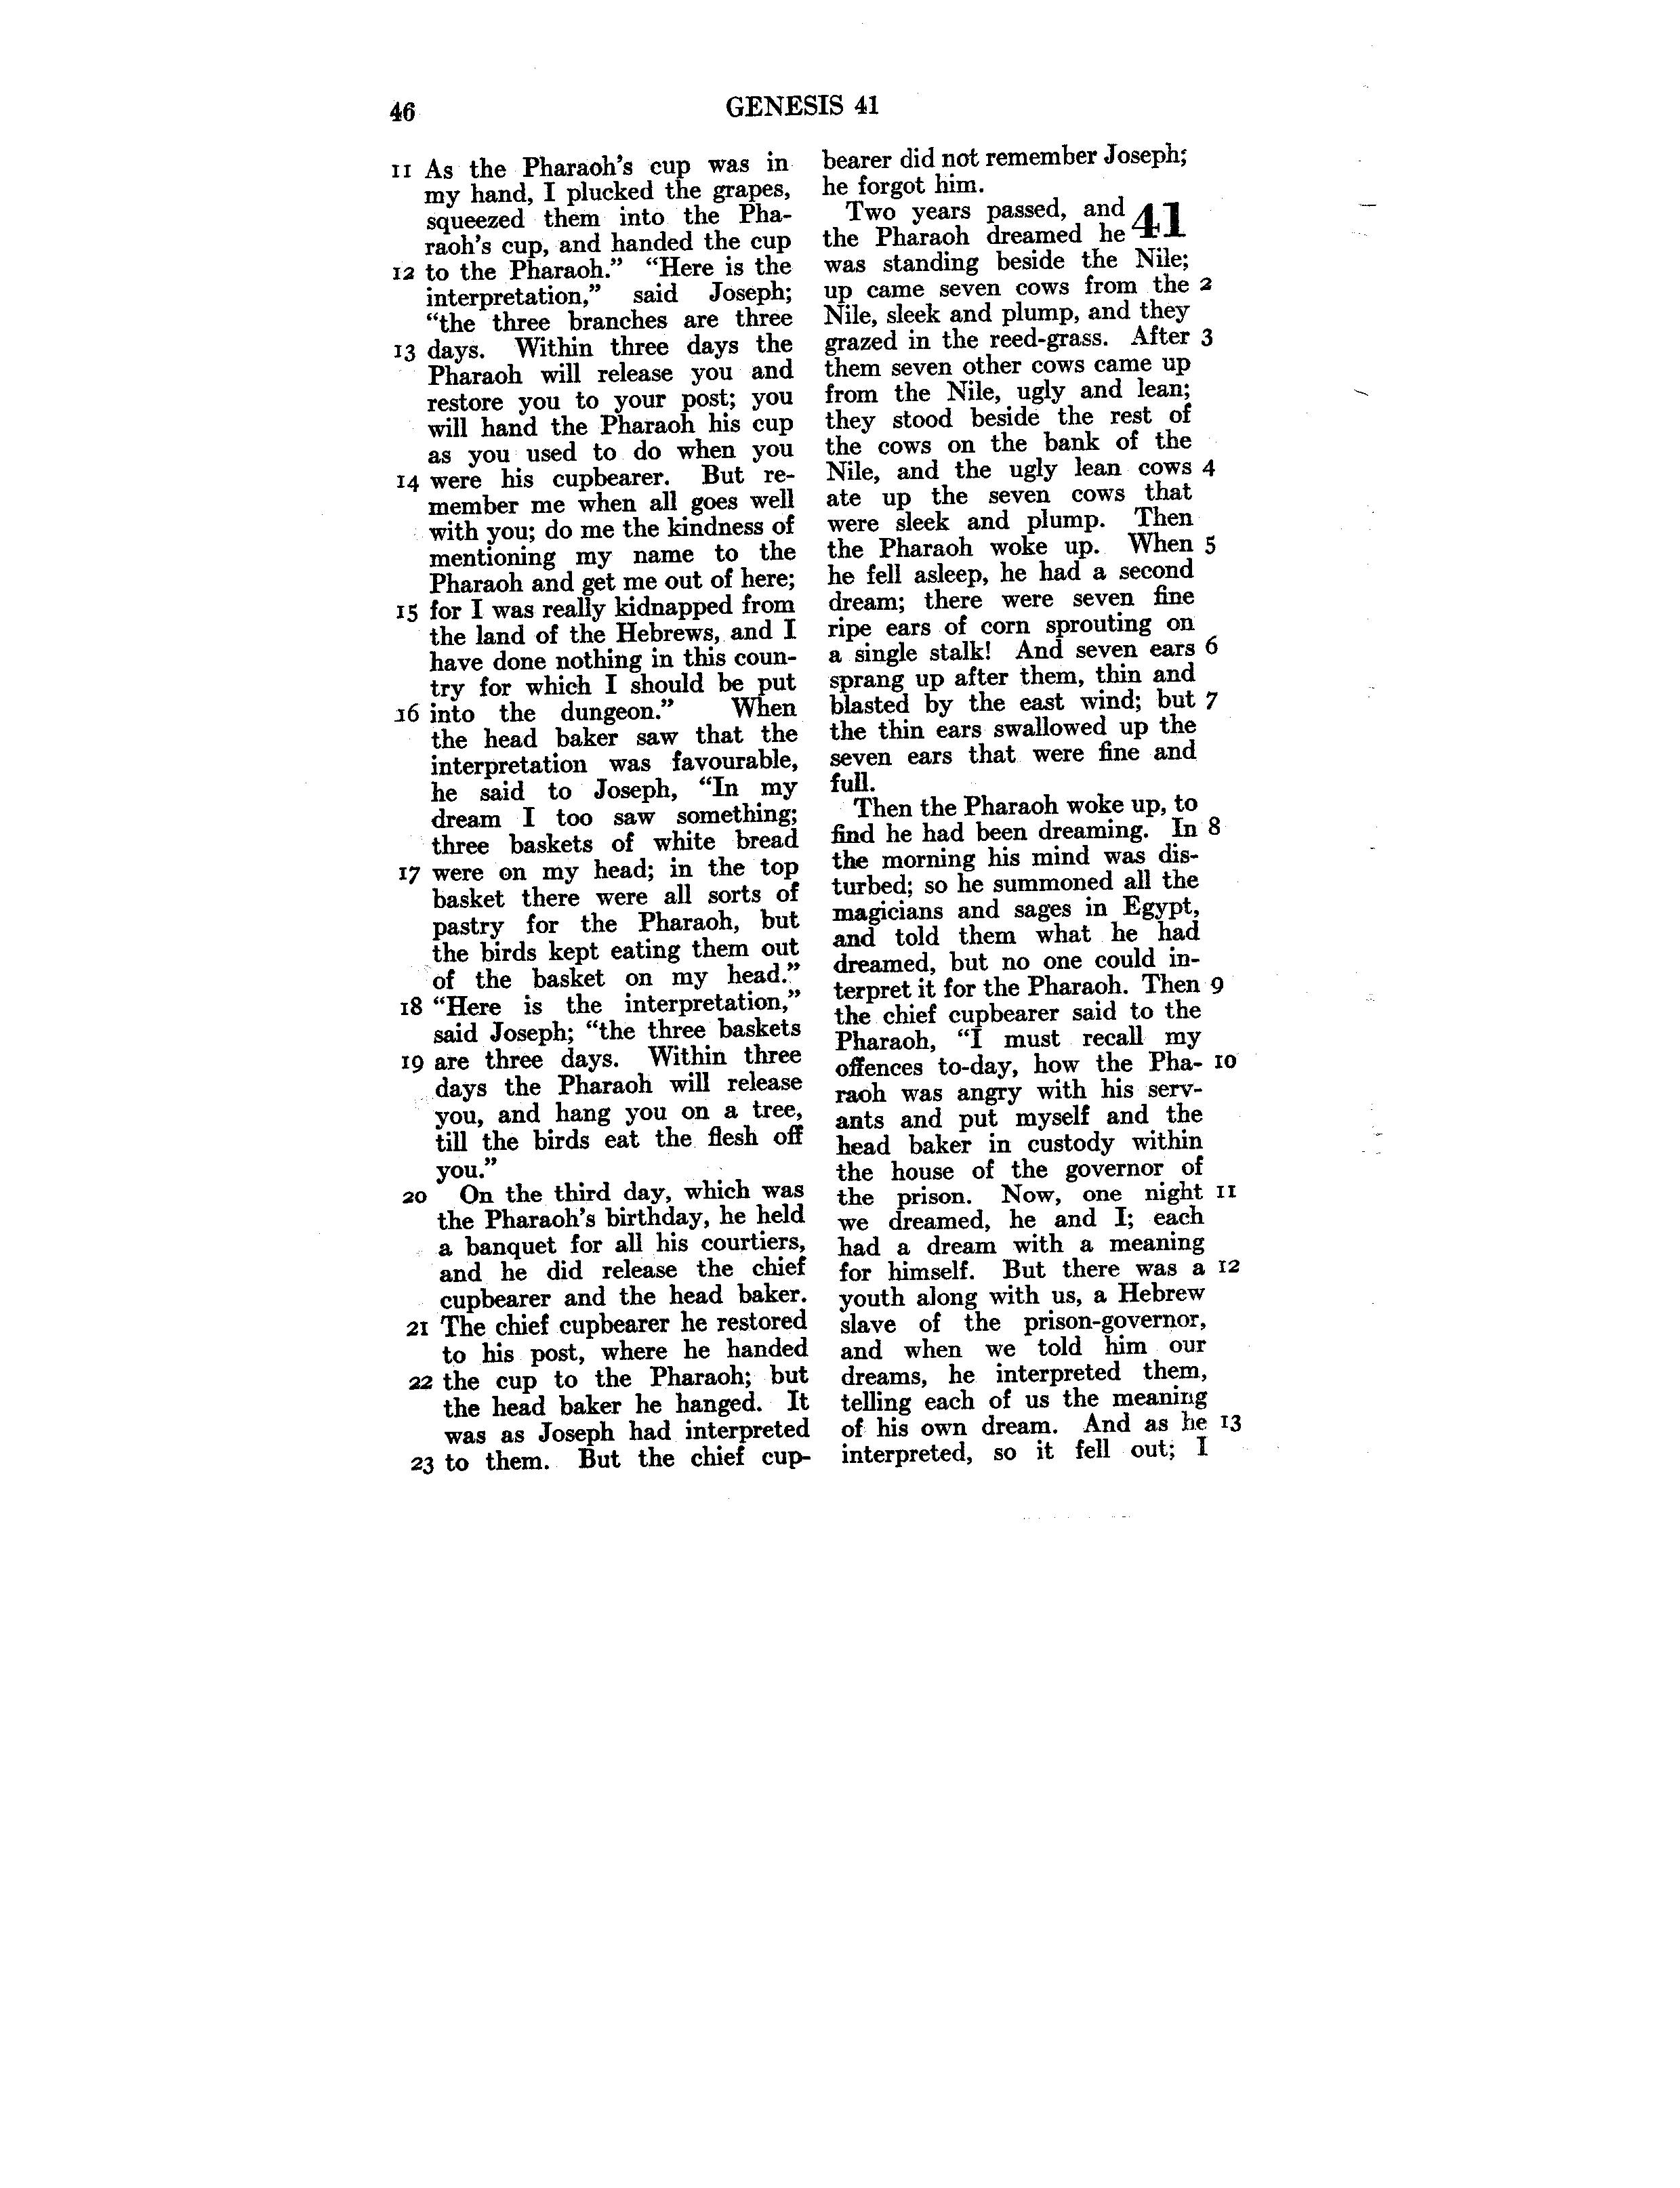 46
GENESIS 41
11 As the Pharaoh's cup was in
my hand, I plucked the grapes,
squeezed them into the Pha-
raoh's cup, and handed the cup
12 to the Pharaoh.” “Here is the
interpretation,” said Joseph;
“the three branches are three
13 days. Within three days the
Pharaoh will release you and
restore you to your post; you
will hand the Pharaoh his cup
as you used to do when you
14 were his cupbearer. But re-
member me when all goes well
with you; do me the kindness of
mentioning my name to the
Pharaoh and get me out of here;
15 for I was really kidnapped from
the land of the Hebrews, and I
have done nothing in this coun-
try for which I should be put
16 into the dungeon.” When
the head baker saw that the
interpretation was favourable,
he said to Joseph, “In my
dream I too saw something;
three baskets of white bread
17 were on my head; in the top
basket there were all sorts of
pastry for the Pharaoh, but
the birds kept eating them out
of the basket on my head.”
18 “Here is the interpretation,”
said Joseph; “the three baskets
19 are three days. Within three
days the Pharaoh will release
you, and hang you on a tree,
till the birds eat the flesh off
you.”
20 On the third day, which was
the Pharaoh's birthday, he held
a banquet for all his courtiers,
and he did release the chief
cupbearer and the head baker.
21 The chief cupbearer he restored
to his post, where he handed
22 the cup to the Pharaoh; but
the head baker he hanged. It
was as Joseph had interpreted
23 to them. But the chief cup-
bearer did not remember Joseph;
he forgot him.
Two years passed, and 41
the Pharaoh dreamed he
was standing beside the Nile;
up came seven cows from the 2
Nile, sleek and plump, and they
grazed in the reed-grass. After 3
them seven other cows came up
from the Nile, ugly and lean;
they stood beside the rest of
the cows on the bank of the
Nile, and the ugly lean cows 4
ate up the seven cows that
were sleek and plump. Then
the Pharaoh woke up. When 5
he fell asleep, he had a second
dream; there were seven fine
ripe ears of corn sprouting on
a single stalk! And seven ears 6
sprang up after them, thin and
blasted by the east wind; but 7
the thin ears swallowed up the
seven ears that were fine and
full.
Then the Pharaoh woke up, to
find he had been dreaming. In 8
the morning his mind was dis-
turbed; so he summoned all the
magicians and sages in Egypt,
and told them what he had
dreamed, but no one could in-
terpret it for the Pharaoh. Then 9
the chief cupbearer said to the
Pharaoh, “I must recall my
offences to-day, how the Pha- 10
raoh was angry with his serv-
ants and put myself and the
head baker in custody within
the house of the governor of
the prison. Now, one night 11
we dreamed, he and I; each
had a dream with a meaning
for himself. But there was a 12
youth along with us, a Hebrew
slave of the prison-governor,
and when we told him our
dreams, he interpreted them,
telling each of us the meaning
of his own dream. And as he 13
interpreted, so it fell out; I